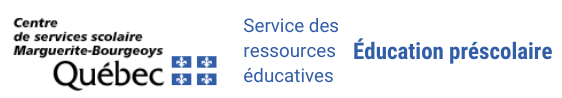 Centre
de services scolaire
Marguerite-Bourgeoys
Québec
Service des
ressources
éducatives
Éducation préscolaire